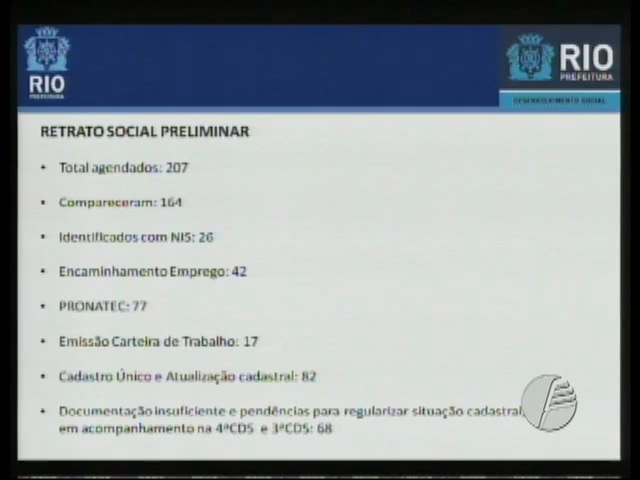 RIO
PREFEITURA
RIO
PREFEITURA
DESENVOLVIMENTO SOCIAL
RETRATO SOCIAL PRELIMINAR
• Total agendados: 207
• Compareceram: 164
• Identificados com NIS: 26
• Encaminhamento Emprego: 42
• PRONATEC: 77
• Emissão Carteira de Trabalho: 17
• Cadastro Único e Atualização cadastral: 82
• Documentação insuficiente e pendências para regularizar situação cadastral,
em acompanhamento na 4ªCDS e 3ªCDS: 68